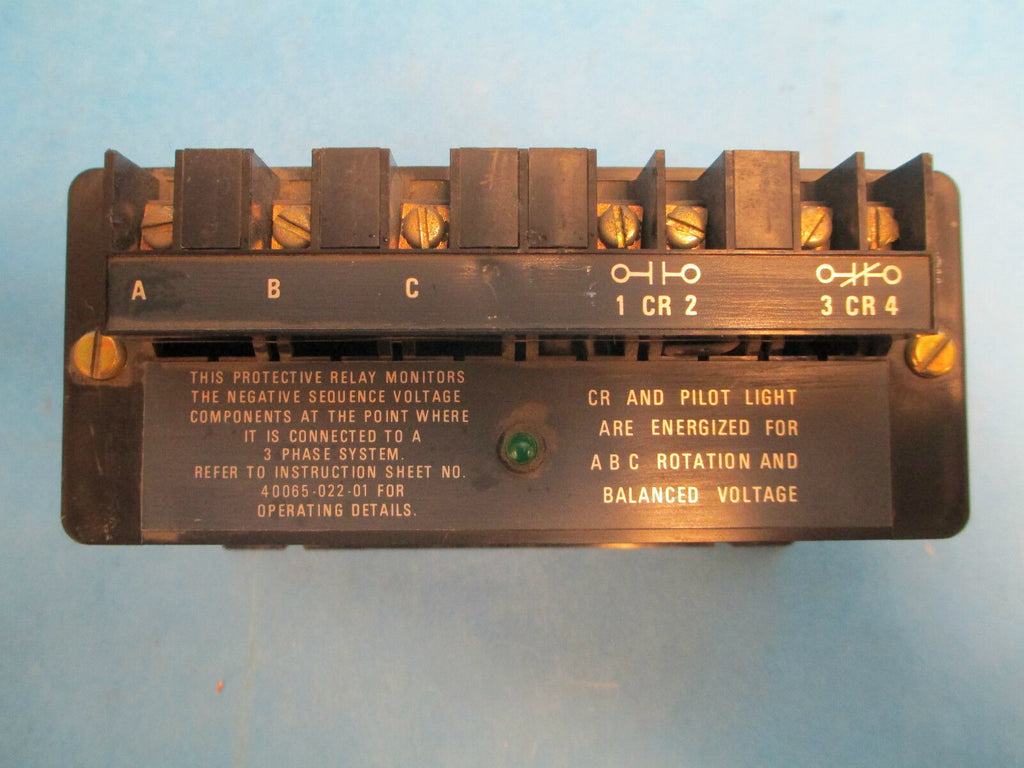 A B C
1 CR 2 3 CR 4
THIS PROTECTIVE RELAY MONITORS
THE NEGATIVE SEQUENCE VOLTAGE
COMPONENTS AT THE POINT WHERE
IT IS CONNECTED TO A
3 PHASE SYSTEM.
REFER TO INSTRUCTION SHEET NO.
40065-022-01 FOR
OPERATING DETAILS.
CR AND PILOT LIGHT
ARE ENERGIZED FOR
A B C ROTATION AND
BALANCED VOLTAGE